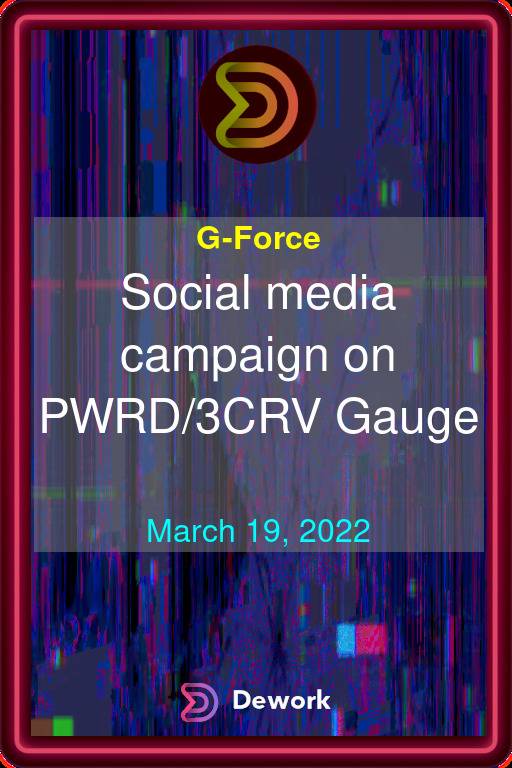 G-Force
Social media
campaign on
PWRD/3CRV Gauge
March 19, 2022
Dework